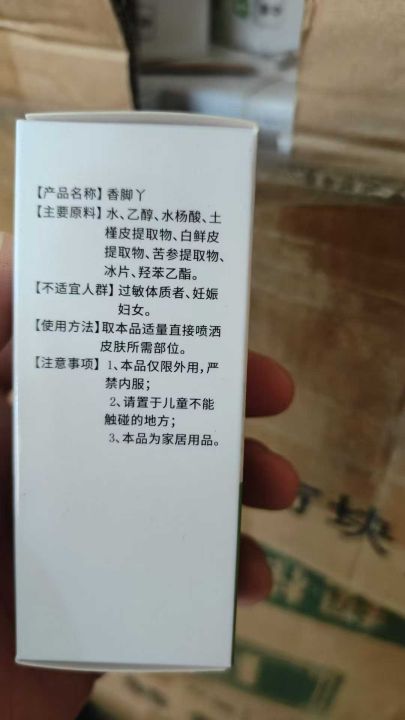 【产品名称】香脚丫
【主要原料】水、乙醇、水杨酸、土
槿皮提取物、白鲜皮
提取物、苦参提取物、
冰片、羟苯乙酯。
【不适宜人群】过敏体质者、妊娠
妇女。
【使用方法】取本品适量直接喷洒
皮肤所需部位。
【注意事项】1、本品仅限外用，严
禁内服；
2、请置于儿童不能
触碰的地方；
3、本品为家居用品。
块